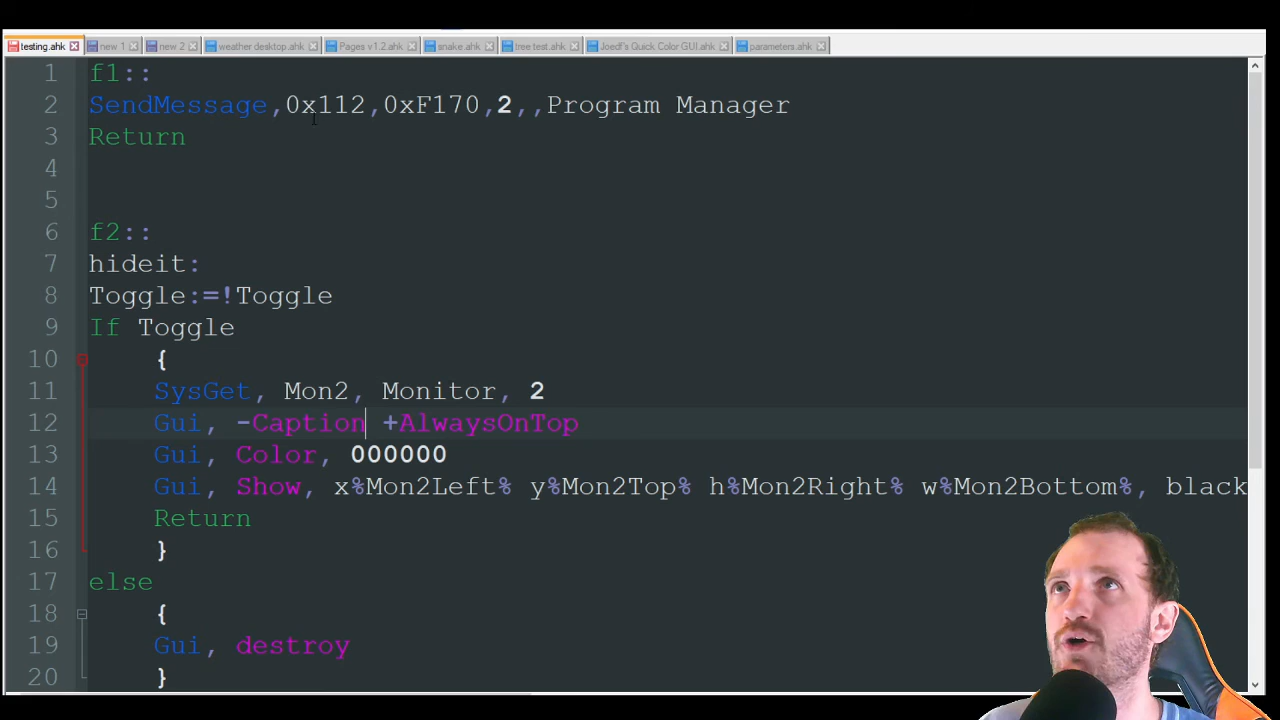 testing.ahk new 1 new 2 weather desktop.ahk Pages v1.2.ahk snake.ahk tree test.ahk Joedf's Quick Color GUI.ahk parameters.ahk
1 f1::
2 SendMessage,0x112,0xF170,2,,Program Manager
3 Return
4
5
6 f2::
7 hideit:
8 Toggle:=!Toggle
9 If Toggle
10 {
11 SysGet, Mon2, Monitor, 2
12 Gui, -Caption +AlwaysOnTop
13 Gui, Color, 000000
14 Gui, Show, x%Mon2Left% y%Mon2Top% h%Mon2Right% w%Mon2Bottom%, black
15 Return
16 }
17 else
18 {
19 Gui, destroy
20 }